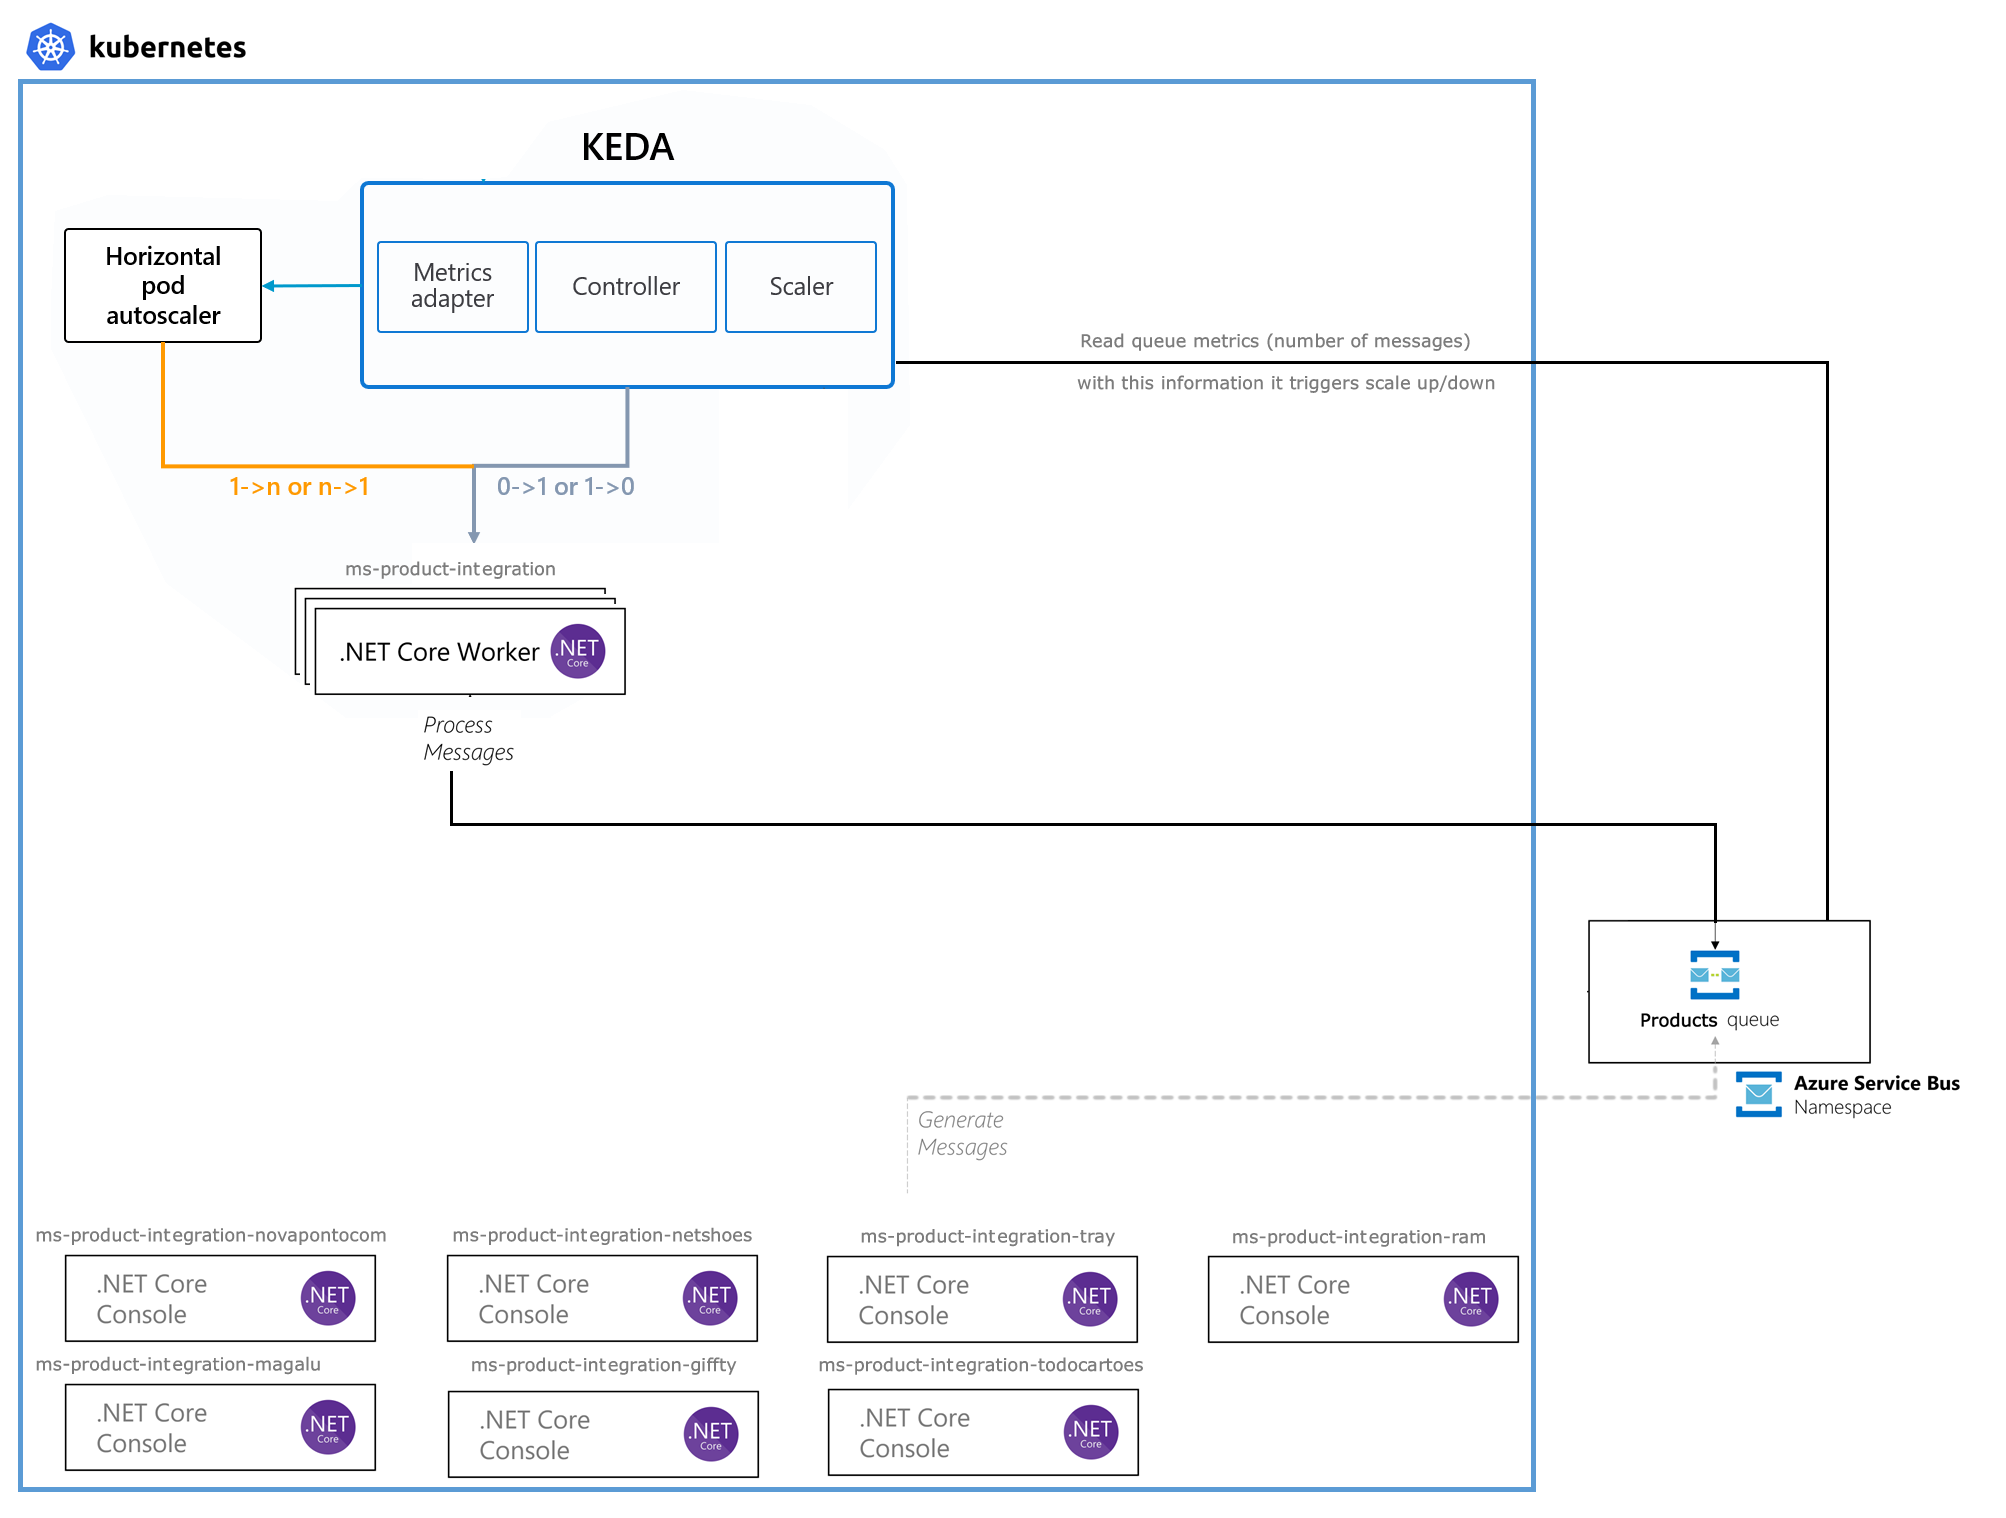 kubernetes
KEDA
Horizontal
pod
autoscaler
Metrics
adapter
Controller
Scaler
Read queue metrics (number of messages)
with this information it triggers scale up/down
1->n or n->1
0->1 or 1->0
ms-product-integration
.NET Core Worker
.NET
Core
Process
Messages
Products queue
Azure Service Bus
Namespace
Generate
Messages
ms-product-integration-novapontocom
.NET Core
Console
.NET
Core
ms-product-integration-netshoes
.NET Core
Console
.NET
Core
ms-product-integration-tray
.NET Core
Console
.NET
Core
ms-product-integration-ram
.NET Core
Console
.NET
Core
ms-product-integration-magalu
.NET Core
Console
.NET
Core
ms-product-integration-giffty
.NET Core
Console
.NET
Core
ms-product-integration-todocartoes
.NET Core
Console
.NET
Core